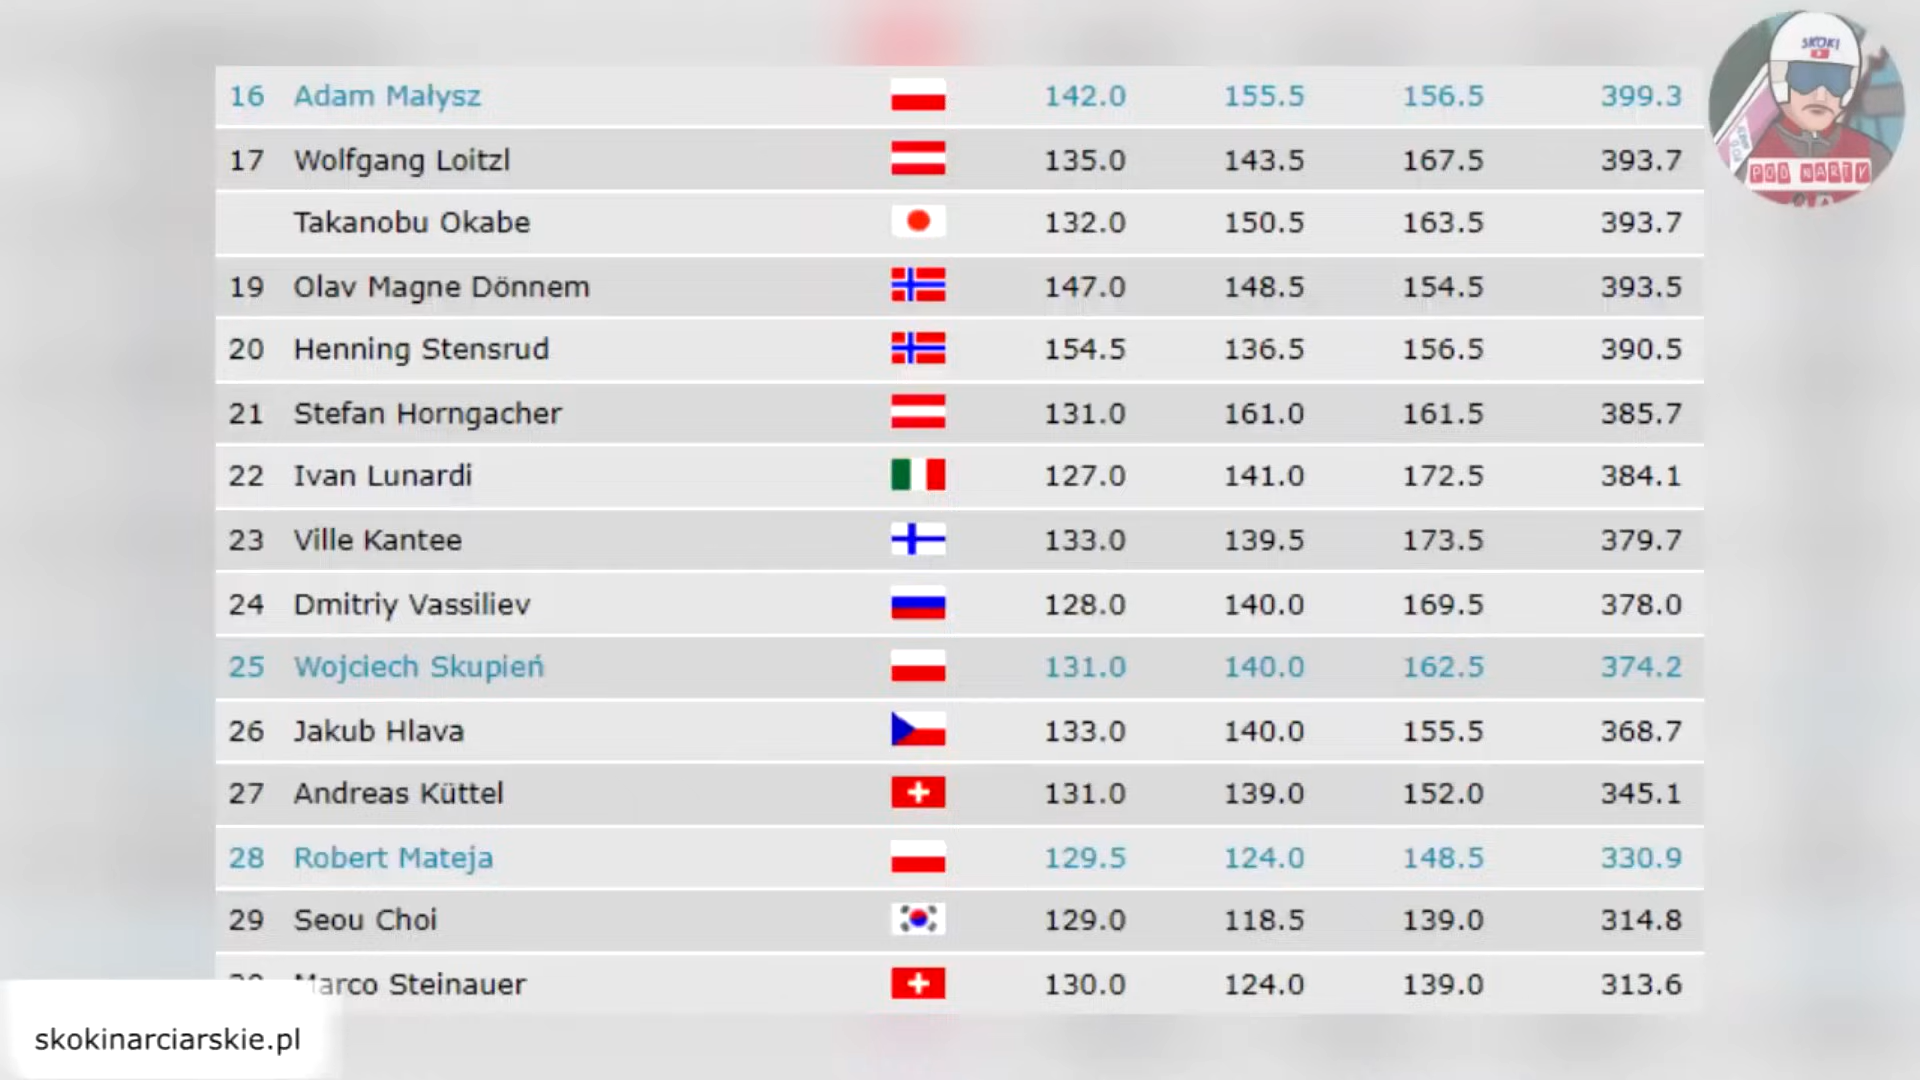 SKOKI
POD NARTY
16 Adam Małysz 142.0 155.5 156.5 399.3
17 Wolfgang Loitzl 135.0 143.5 167.5 393.7
Takanobu Okabe 132.0 150.5 163.5 393.7
19 Olav Magne Dönnem 147.0 148.5 154.5 393.5
20 Henning Stensrud 154.5 136.5 156.5 390.5
21 Stefan Horngacher 131.0 161.0 161.5 385.7
22 Ivan Lunardi 127.0 141.0 172.5 384.1
23 Ville Kantee 133.0 139.5 173.5 379.7
24 Dmitriy Vassiliev 128.0 140.0 169.5 378.0
25 Wojciech Skupień 131.0 140.0 162.5 374.2
26 Jakub Hlava 133.0 140.0 155.5 368.7
27 Andreas Küttel 131.0 139.0 152.0 345.1
28 Robert Mateja 129.5 124.0 148.5 330.9
29 Seou Choi 129.0 118.5 139.0 314.8
Marco Steinauer 130.0 124.0 139.0 313.6
skokinarciarskie.pl